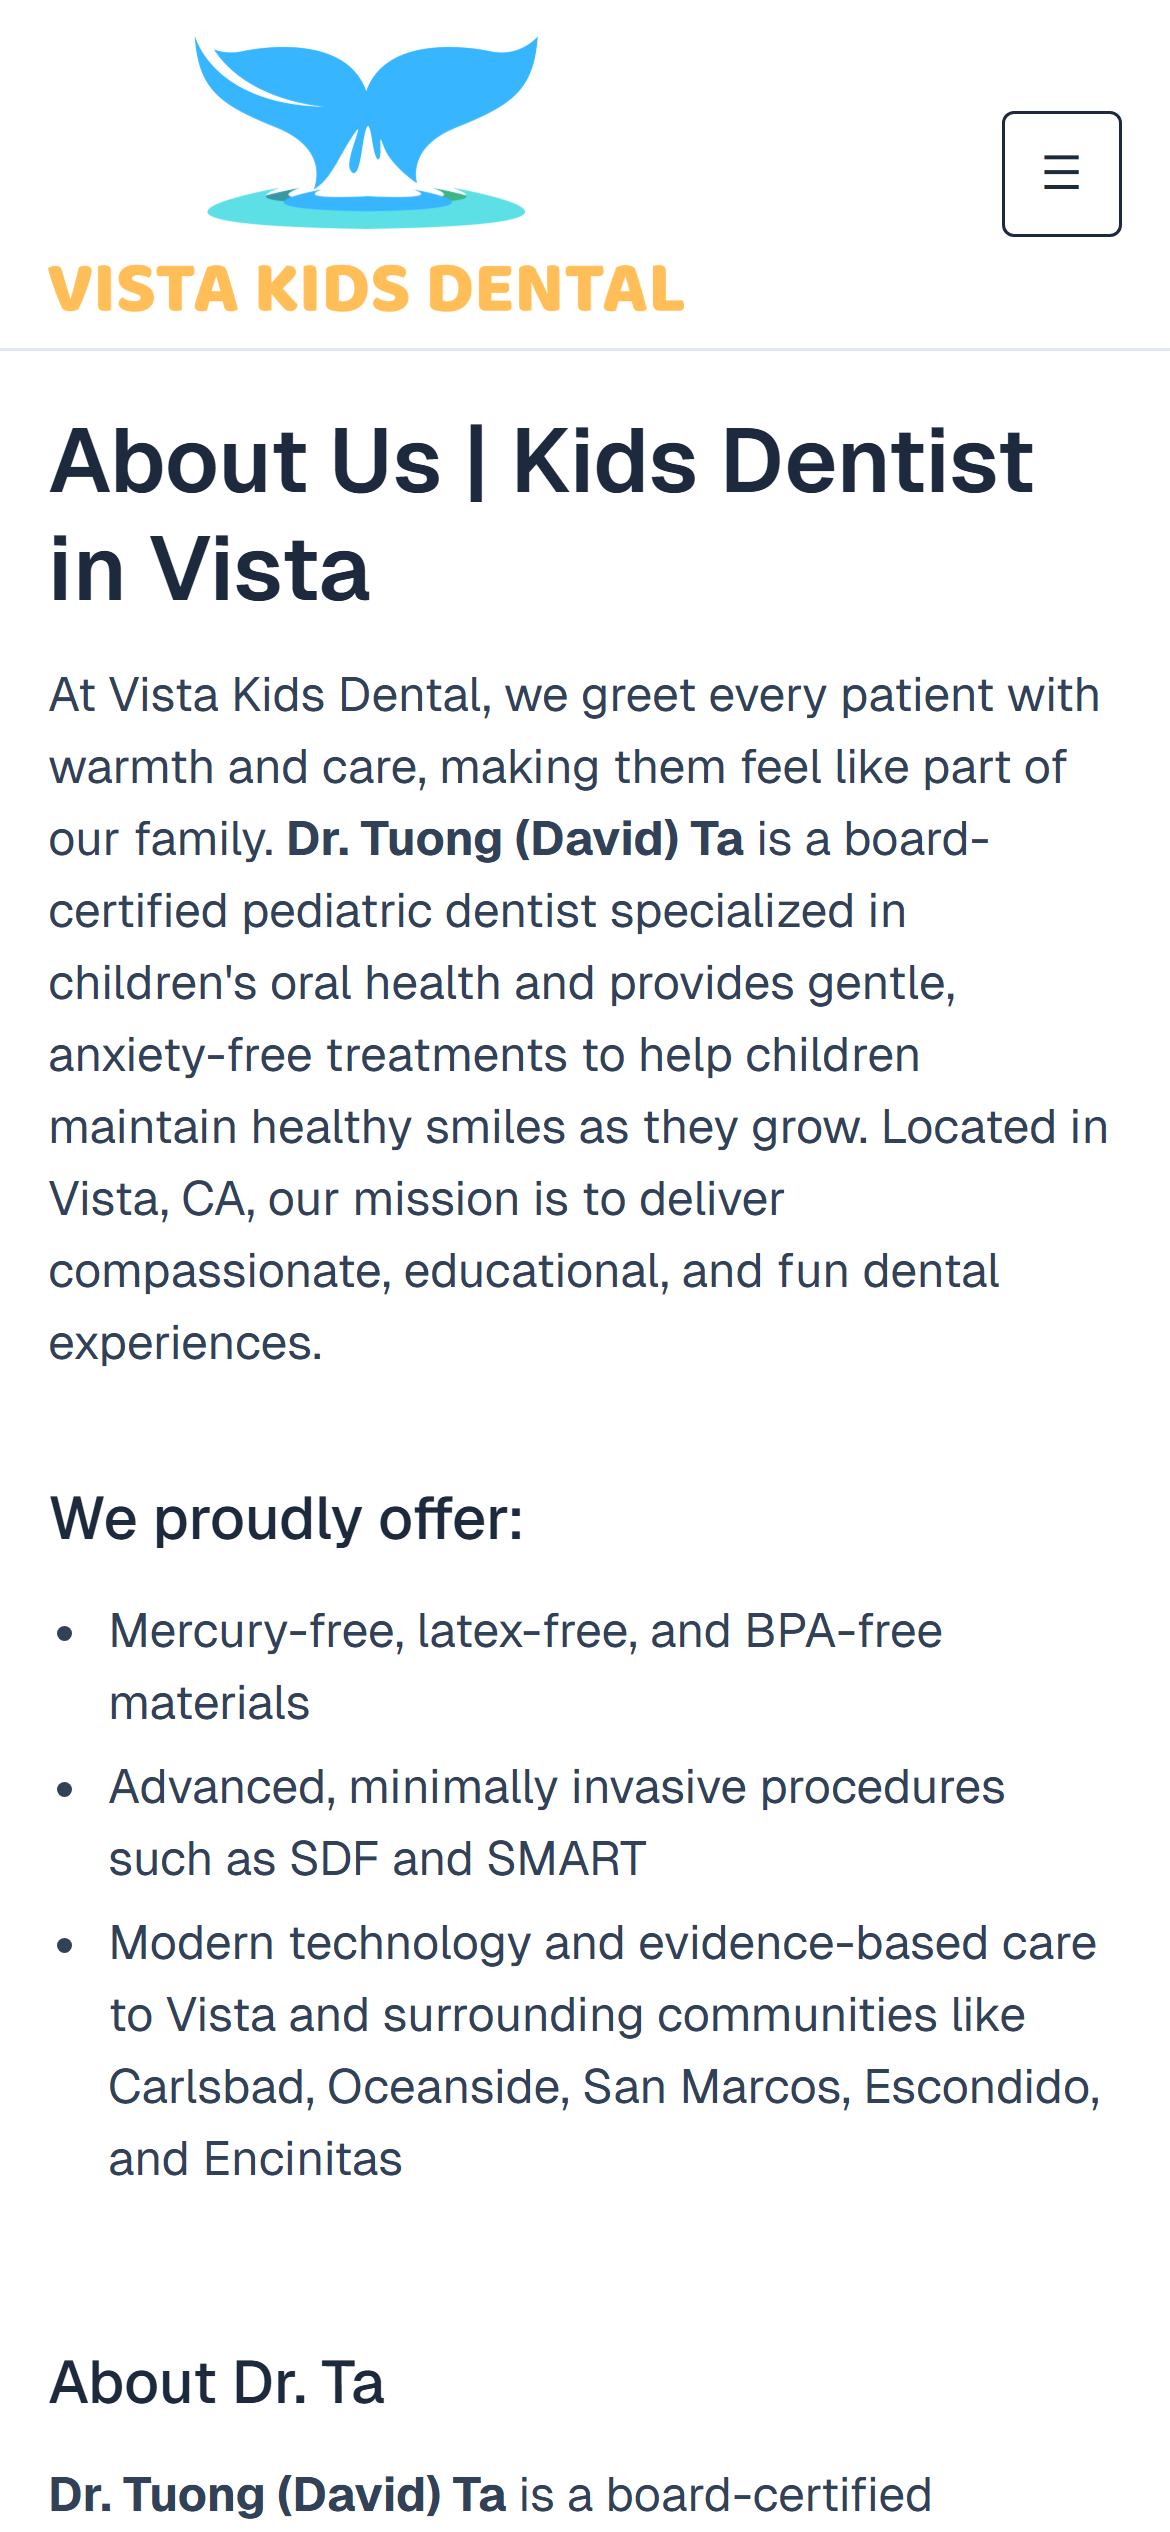 VISTA KIDS DENTAL
☰
About Us | Kids Dentist
in Vista
At Vista Kids Dental, we greet every patient with
warmth and care, making them feel like part of
our family. Dr. Tuong (David) Ta is a board-
certified pediatric dentist specialized in
children's oral health and provides gentle,
anxiety-free treatments to help children
maintain healthy smiles as they grow. Located in
Vista, CA, our mission is to deliver
compassionate, educational, and fun dental
experiences.
We proudly offer:
• Mercury-free, latex-free, and BPA-free
materials
• Advanced, minimally invasive procedures
such as SDF and SMART
• Modern technology and evidence-based care
to Vista and surrounding communities like
Carlsbad, Oceanside, San Marcos, Escondido,
and Encinitas
About Dr. Ta
Dr. Tuong (David) Ta is a board-certified